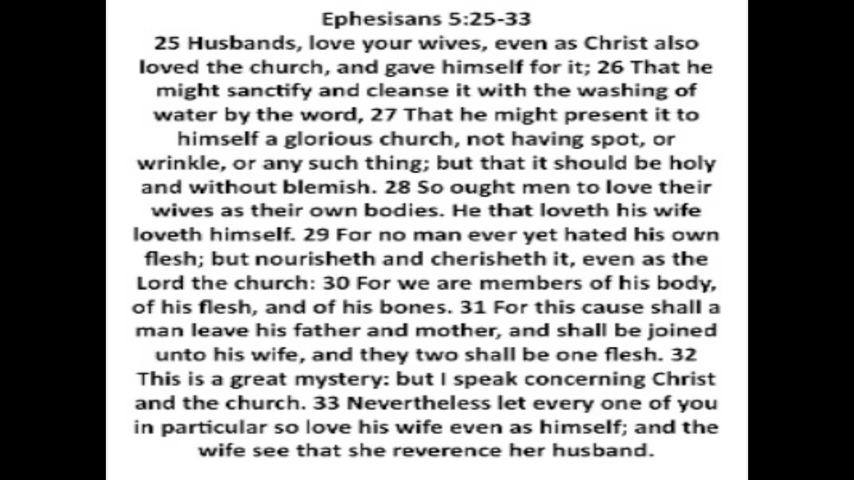 Ephesisans 5:25-33
25 Husbands, love your wives, even as Christ also
loved the church, and gave himself for it; 26 That he
might sanctify and cleanse it with the washing of
water by the word, 27 That he might present it to
himself a glorious church, not having spot, or
wrinkle, or any such thing; but that it should be holy
and without blemish. 28 So ought men to love their
wives as their own bodies. He that loveth his wife
loveth himself. 29 For no man ever yet hated his own
flesh; but nourisheth and cherisheth it, even as the
Lord the church: 30 For we are members of his body,
of his flesh, and of his bones. 31 For this cause shall a
man leave his father and mother, and shall be joined
unto his wife, and they two shall be one flesh. 32
This is a great mystery: but I speak concerning Christ
and the church. 33 Nevertheless let every one of you
in particular so love his wife even as himself; and the
wife see that she reverence her husband.